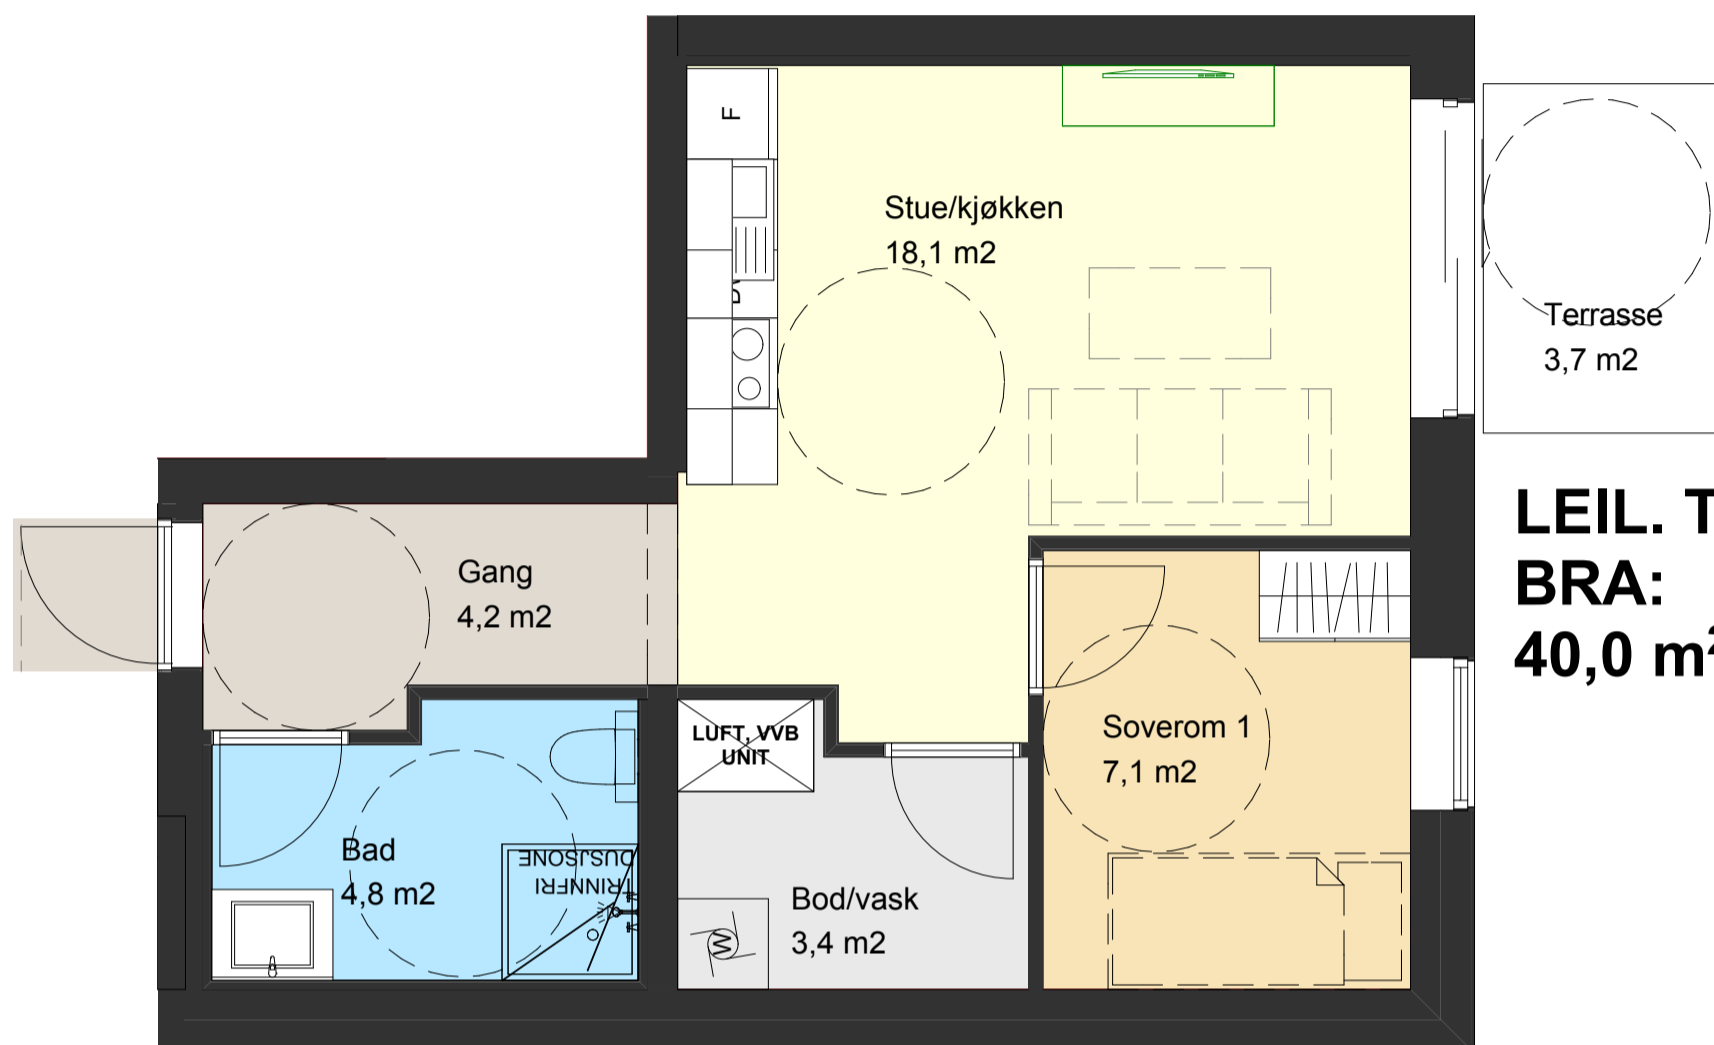 F
Stue/kjøkken
18,1 m2
Terrasse
3,7 m2
LEIL. T
BRA:
40,0 m²
Gang
4,2 m2
LUFT, VVB
UNIT
Soverom 1
7,1 m2
Bad
4,8 m2
TRINNFRI
DUSJSONE
Bod/vask
3,4 m2
W